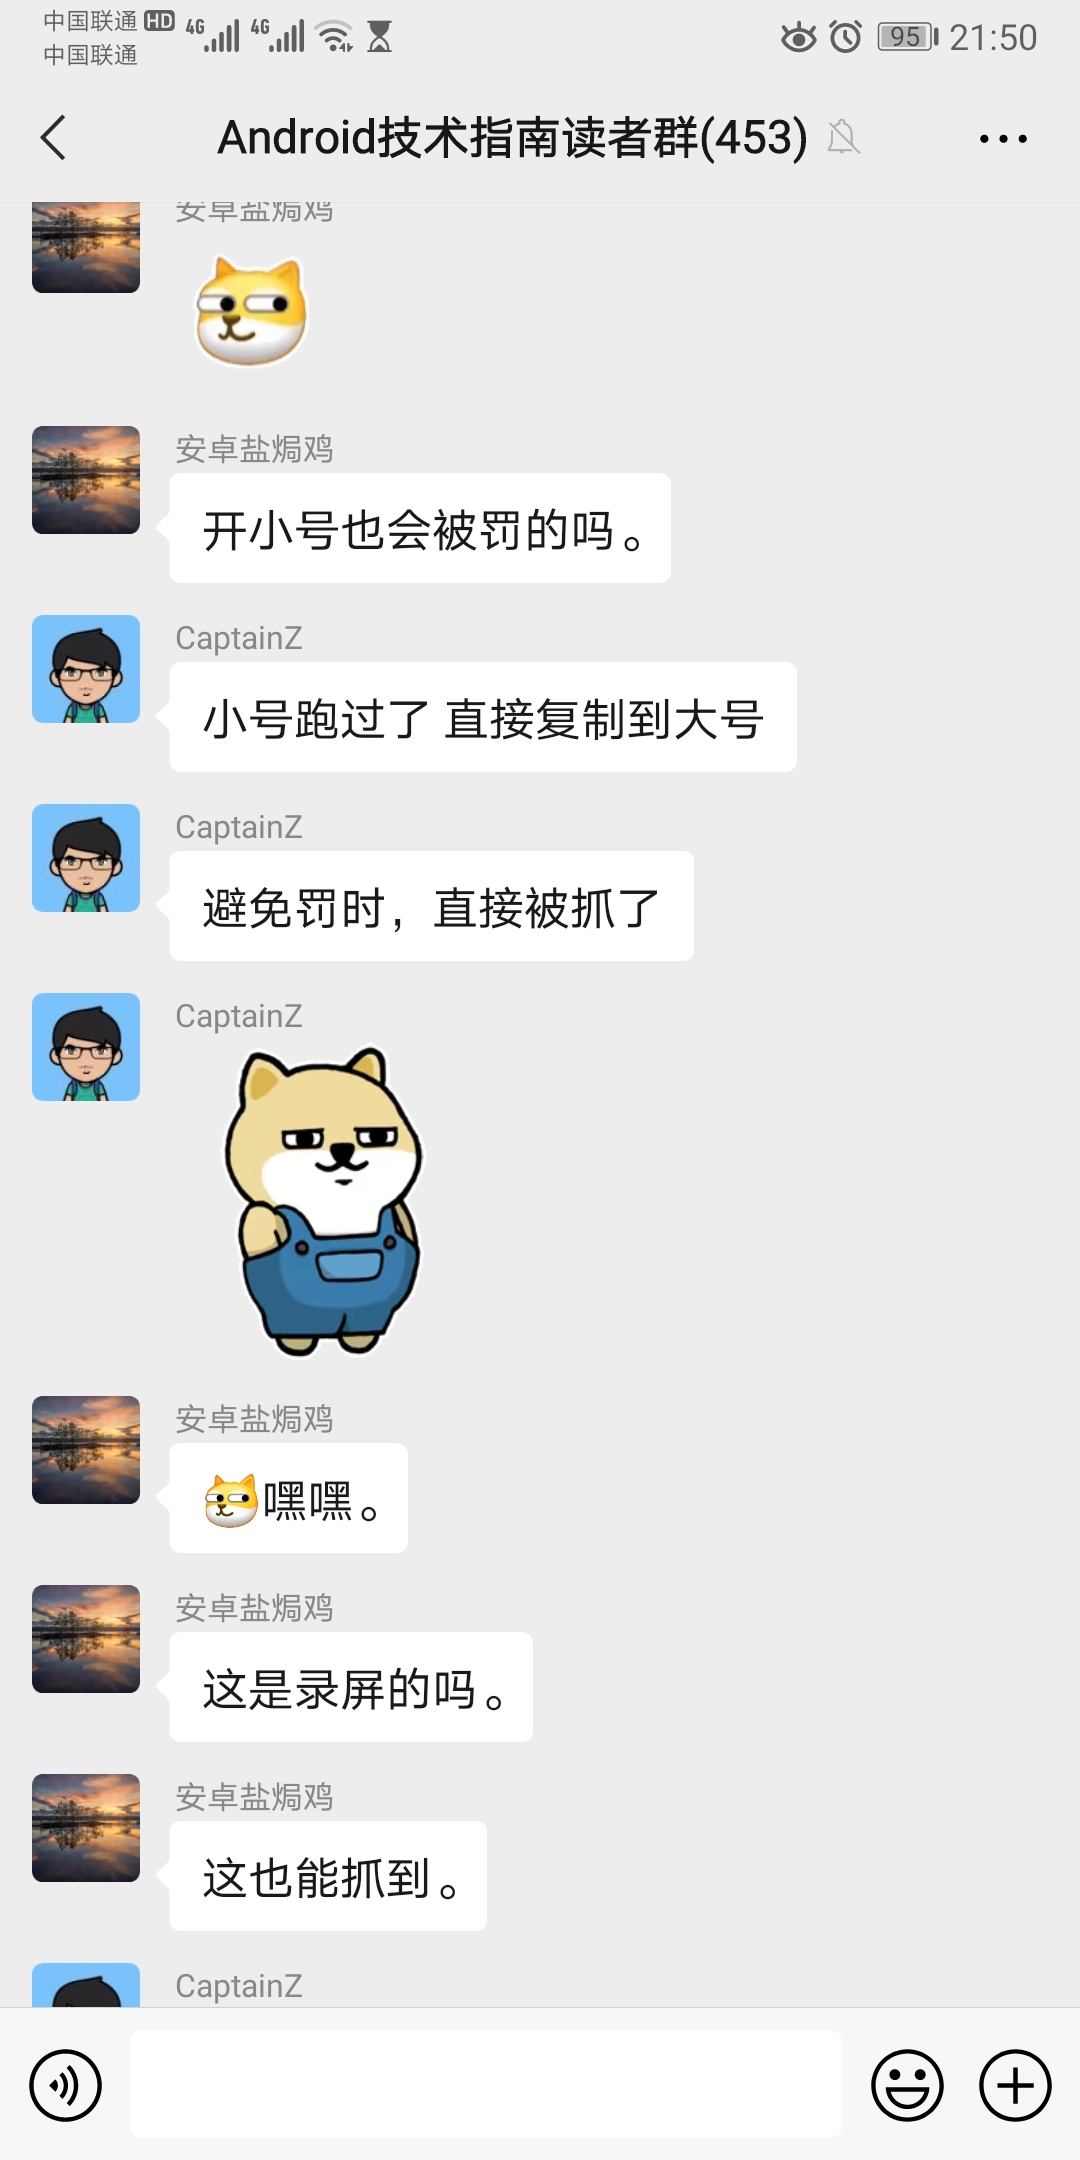 中国联通 HD 4G 4G 95 21:50
中国联通
Android技术指南读者群(453)
安卓盐焗鸡
安卓盐焗鸡
开小号也会被罚的吗。
CaptainZ
小号跑过了 直接复制到大号
CaptainZ
避免罚时，直接被抓了
CaptainZ
安卓盐焗鸡
嘿嘿。
安卓盐焗鸡
这是录屏的吗。
安卓盐焗鸡
这也能抓到。
CaptainZ